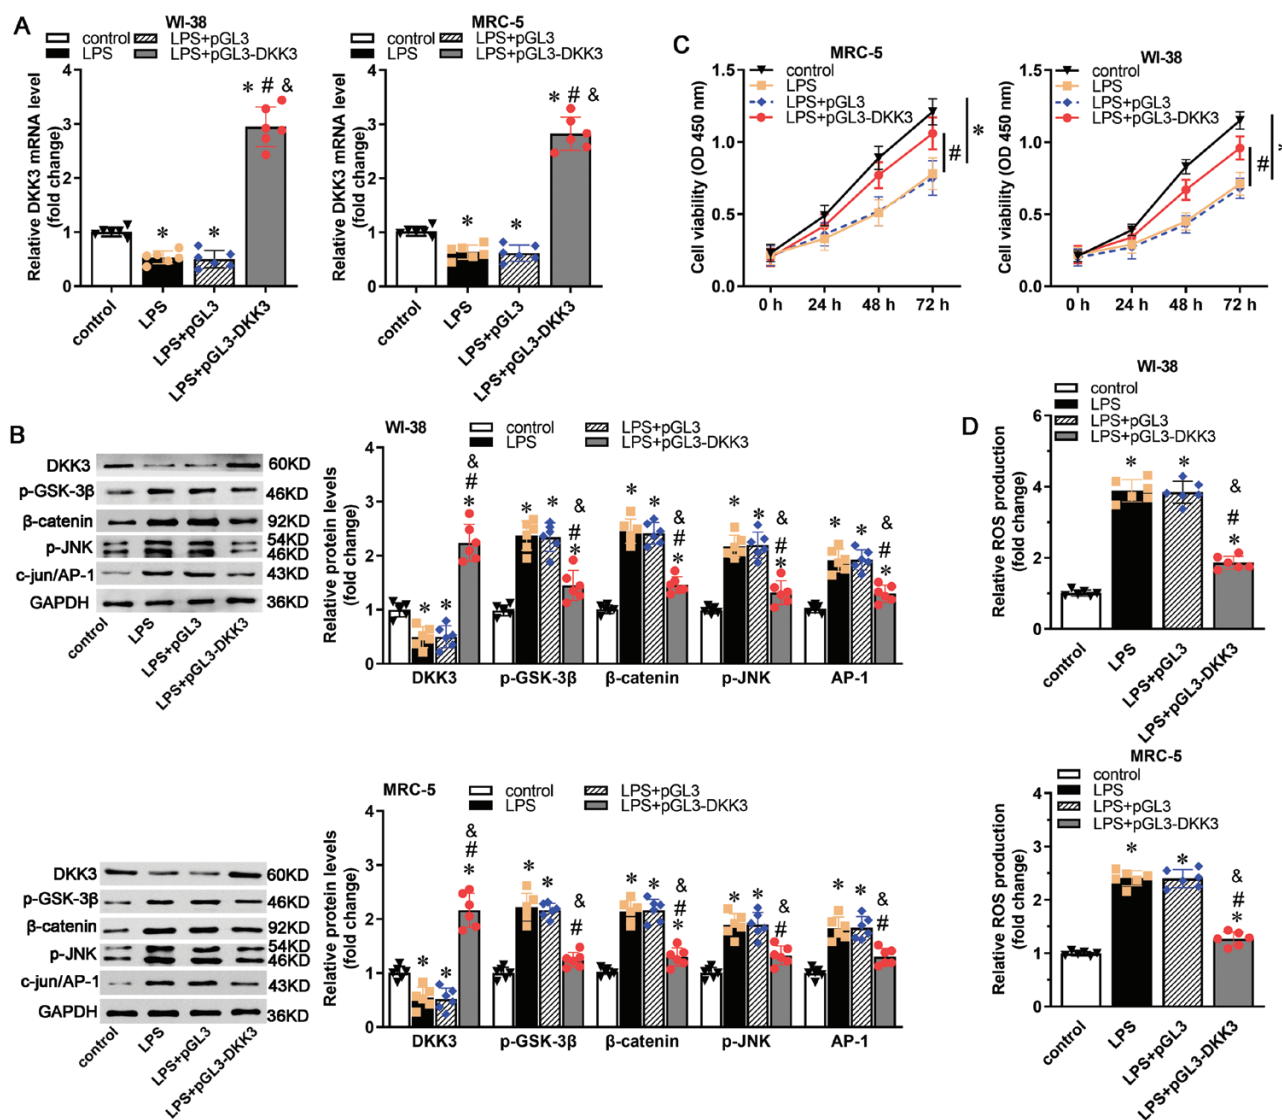 A
WI-38
control
LPS+pGL3
LPS
LPS+pGL3-DKK3
Relative DKK3 mRNA level
(fold change)
4
3
2
1
0
*
*
* # &
control
LPS
LPS+pGL3
LPS+pGL3-DKK3
MRC-5
control
LPS+pGL3
LPS
LPS+pGL3-DKK3
Relative DKK3 mRNA level
(fold change)
4
3
2
1
0
*
*
* # &
control
LPS
LPS+pGL3
LPS+pGL3-DKK3
C
MRC-5
control
LPS
LPS+pGL3
LPS+pGL3-DKK3
Cell viability (OD 450 nm)
1.5
1.0
0.5
0.0
0 h 24 h 48 h 72 h
#
*
WI-38
control
LPS
LPS+pGL3
LPS+pGL3-DKK3
Cell viability (OD 450 nm)
1.5
1.0
0.5
0.0
0 h 24 h 48 h 72 h
#
B
DKK3 60KD
p-GSK-3β 46KD
β-catenin 92KD
p-JNK 54KD
46KD
c-jun/AP-1 43KD
GAPDH 36KD
control
LPS
LPS+pGL3
LPS+pGL3-DKK3
WI-38
control
LPS+pGL3
LPS
LPS+pGL3-DKK3
Relative protein levels
(fold change)
4
3
2
1
0
* * & # *
* * & # *
* * & # *
* * & # *
* * & # *
DKK3 p-GSK-3β β-catenin p-JNK AP-1
D
WI-38
control
LPS
LPS+pGL3
LPS+pGL3-DKK3
Relative ROS production
(fold change)
6
4
2
0
*
*
& # *
control
LPS
LPS+pGL3
LPS+pGL3-DKK3
DKK3 60KD
p-GSK-3β 46KD
β-catenin 92KD
p-JNK 54KD
46KD
c-jun/AP-1 43KD
GAPDH 36KD
control
LPS
LPS+pGL3
LPS+pGL3-DKK3
MRC-5
control
LPS+pGL3
LPS
LPS+pGL3-DKK3
Relative protein levels
(fold change)
4
3
2
1
0
* * & # *
* * & #
* * & # *
* * & #
* * & #
DKK3 p-GSK-3β β-catenin p-JNK AP-1
MRC-5
control
LPS
LPS+pGL3
LPS+pGL3-DKK3
Relative ROS production
(fold change)
4
3
2
1
0
*
*
& # *
control
LPS
LPS+pGL3
LPS+pGL3-DKK3